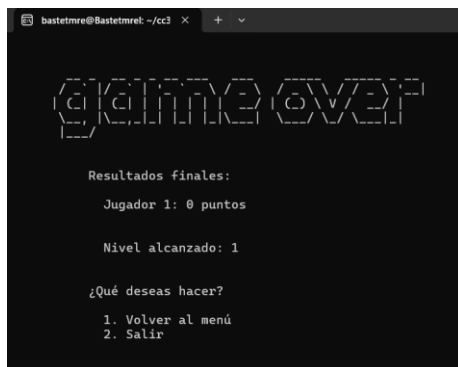 bastetmre@Bastetmrel: ~/cc3
game over
Resultados finales:
Jugador 1: 0 puntos
Nivel alcanzado: 1
¿Qué deseas hacer?
1. Volver al menú
2. Salir